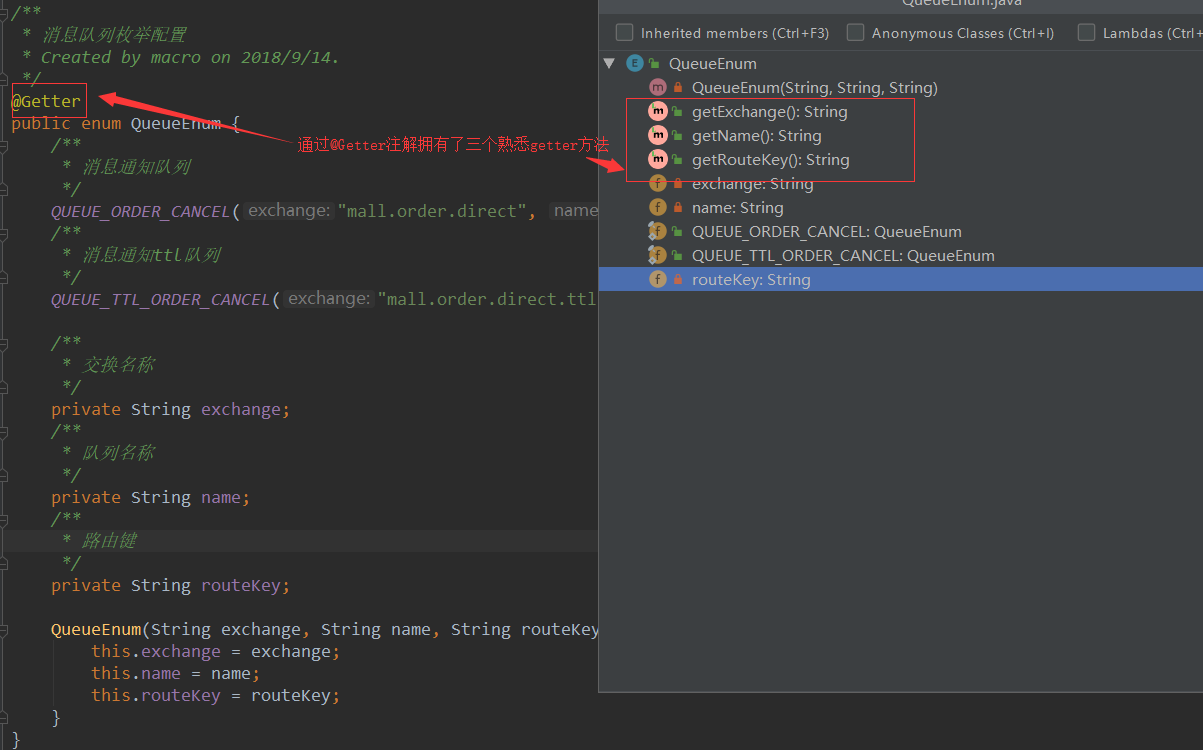 /**
* 消息队列枚举配置
* Created by macro on 2018/9/14.
*/
@Getter
public enum QueueEnum {
/**
* 消息通知队列
*/
QUEUE_ORDER_CANCEL( exchange: "mall.order.direct", name
/**
* 消息通知ttl队列
*/
QUEUE_TTL_ORDER_CANCEL( exchange: "mall.order.direct.ttl
/**
* 交换名称
*/
private String exchange;
/**
* 队列名称
*/
private String name;
/**
* 路由键
*/
private String routeKey;
QueueEnum(String exchange, String name, String routeKey
this.exchange = exchange;
this.name = name;
this.routeKey = routeKey;
}
}
通过@Getter注解拥有了三个熟悉getter方法
QueueEnum.java
Inherited members (Ctrl+F3) Anonymous Classes (Ctrl+I) Lambdas (Ctrl+
E QueueEnum
m QueueEnum(String, String, String)
m getExchange(): String
m getName(): String
m getRouteKey(): String
f exchange: String
f name: String
f QUEUE_ORDER_CANCEL: QueueEnum
f QUEUE_TTL_ORDER_CANCEL: QueueEnum
f routeKey: String